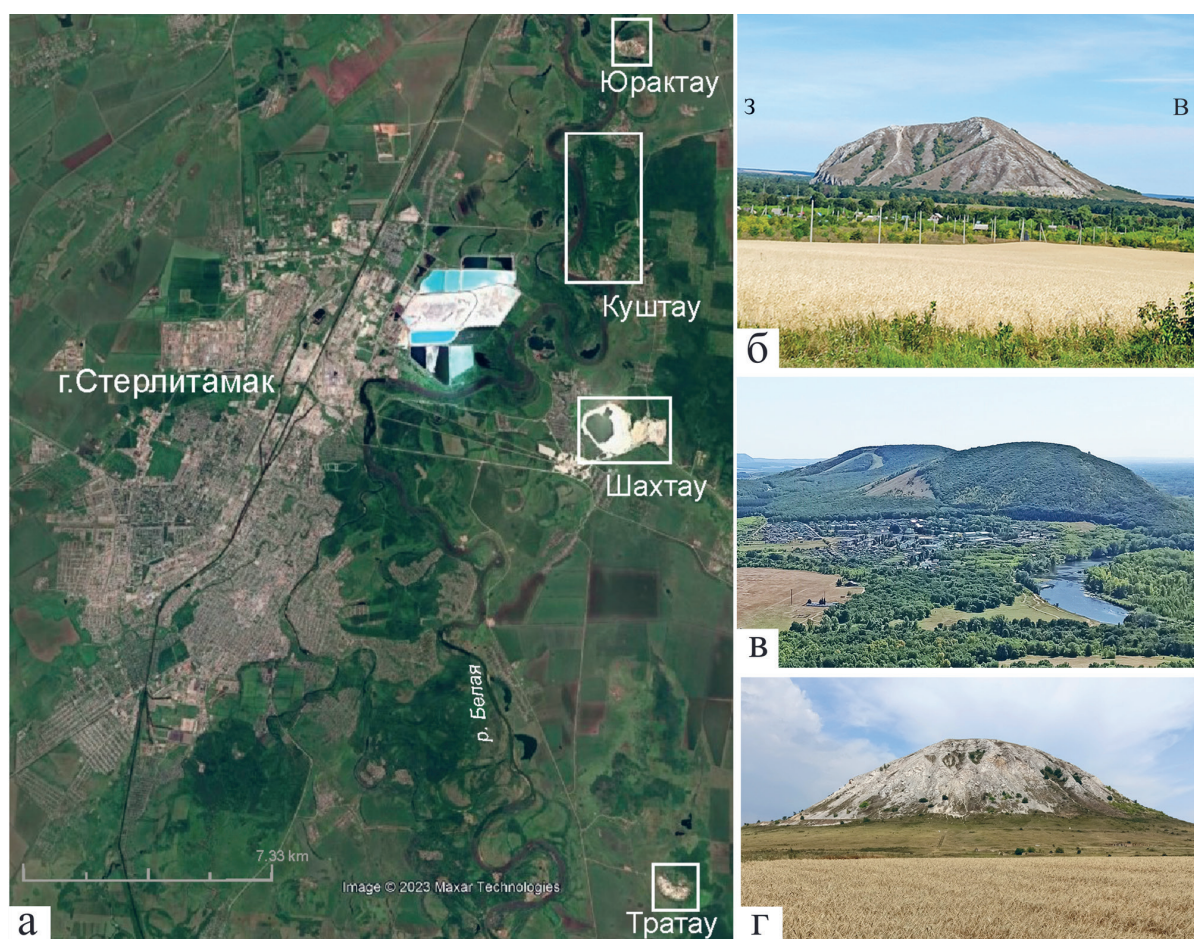 Юрактау
Куштау
г.Стерлитамак
Шахтау
р. Белая
7.33 km
Image © 2023 Maxar Technologies
Тратау
а
З
В
б
в
г